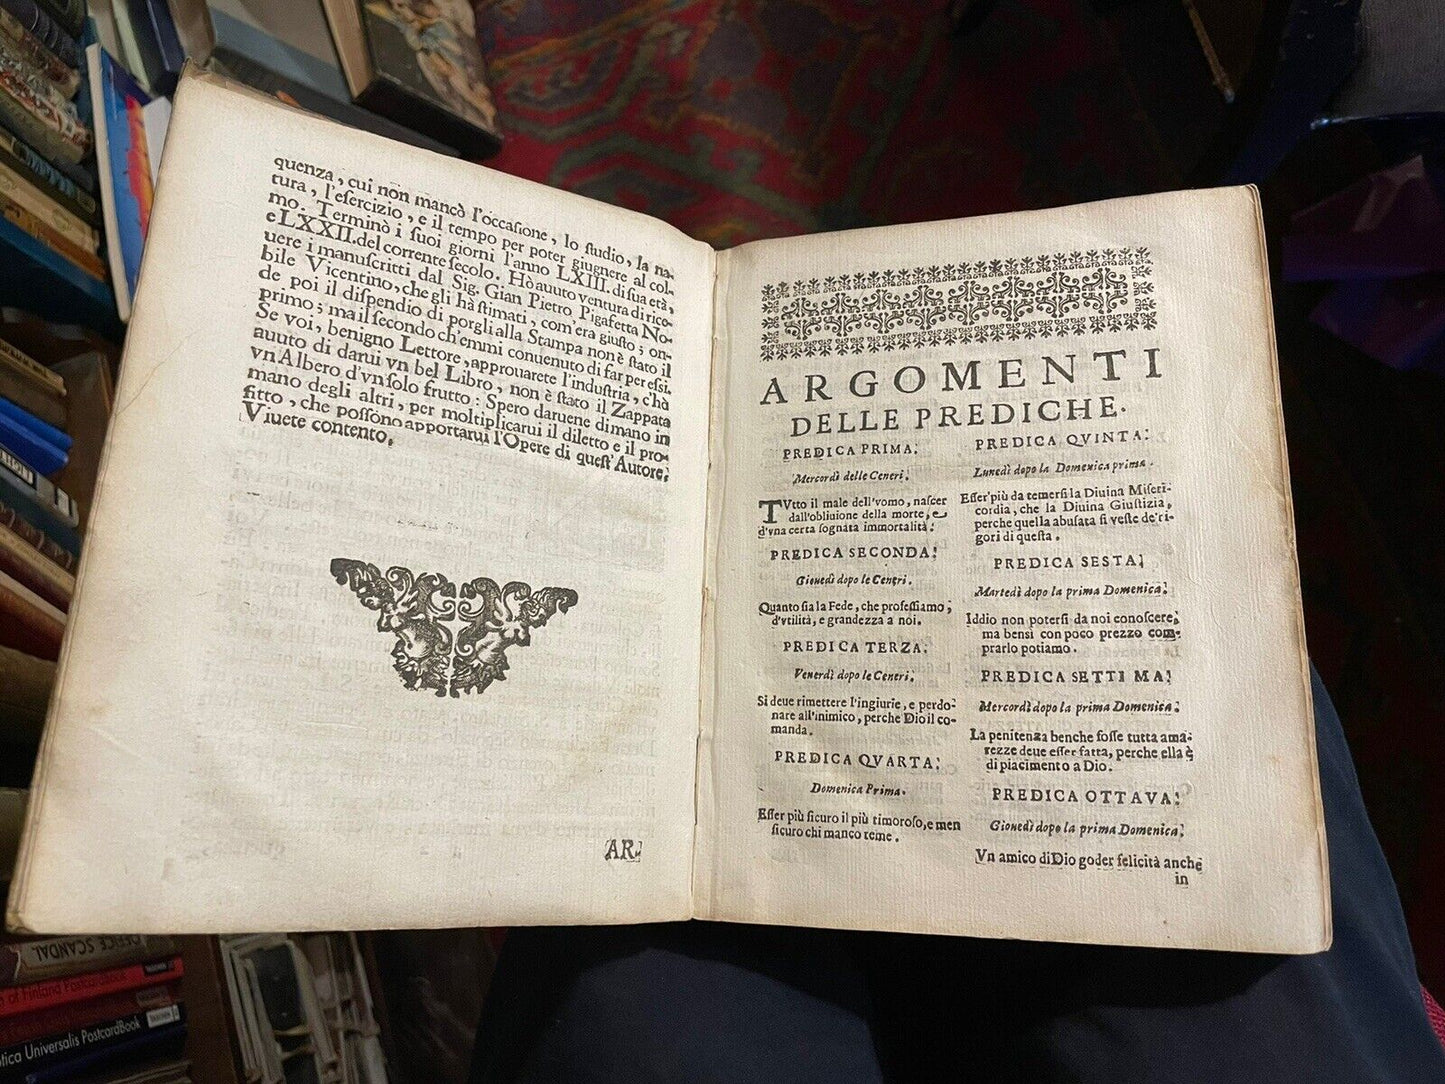 quenza, cui non mancò l'occasione, lo studio, la na-
tura, l'esercizio, e il tempo per poter giugnere al col-
mo. Terminò i suoi giorni l'anno LXIII. di sua età,
e LXXII. del corrente secolo. Hò auuto ventura di rice-
uere i manuscritti dal Sig. Gian Pietro Pigafetta No-
bile Vicentino, che gli hà stimati, com'era giusto; on-
de poi il dispendio di porgli alla Stampa non è stato il
primo; ma il secondo ch'emmi conuenuto di far per essi.
Se voi, benigno Lettore, approuarete l'industria, c'hà
auuto di darui vn bel Libro, non è stato il Zappata
vn Albero d'vn solo frutto: Spero daruene dimano in
mano degli altri, per moltiplicarui il diletto e il pro-
fitto, che possono apportarui l'Opere di quest'Autore.
Viuete contento.
AR-
ARGOMENTI
DELLE PREDICHE.
PREDICA PRIMA.
Mercordì delle Ceneri.
TVtto il male dell'vomo, nascer
dall'obliuione della morte, e
d'vna certa sognata immortalità.
PREDICA SECONDA.
Giouedì dopo le Ceneri.
Quanto sia la Fede, che professiamo,
d'vtilità, e grandezza a noi.
PREDICA TERZA.
Venerdì dopo le Ceneri.
Si deue rimettere l'ingiurie, e perdo-
nare all'inimico, perche Dio il co-
manda.
PREDICA QVARTA.
Domenica Prima.
Esser più sicuro il più timoroso, e men
sicuro chi manco teme.
PREDICA QVINTA.
Lunedì dopo la Domenica prima.
Esser più da temersi la Diuina Miseri-
cordia, che la Diuina Giustizia,
perche quella abusata si veste de'ri-
gori di questa.
PREDICA SESTA.
Martedì dopo la prima Domenica.
Iddio non potersi da noi conoscere,
ma bensì con poco prezzo com-
prarlo potiamo.
PREDICA SETTIMA.
Mercordì dopo la prima Domenica.
La penitenza benche fosse tutta ama-
rezze deue esser fatta, perche ella è
di piacimento a Dio.
PREDICA OTTAVA.
Giouedì dopo la prima Domenica.
Vn amico di Dio goder felicità anche
in
OFFICE SCANDAL
of Finland Postcardbook
TASCHEN
Universalis PostcardBook
TASCHEN